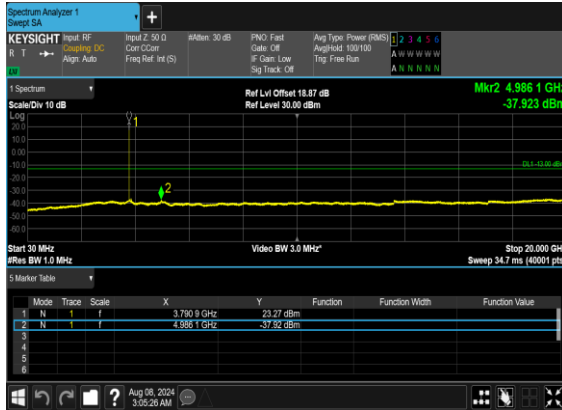 Spectrum Analyzer 1
Swept SA
+
KEYSIGHT Input: RF Input Z: 50 Ω #Atten: 30 dB PNO: Fast Avg Type: Power (RMS) 1 2 3 4 5 6
R T Coupling: DC Corr CCorr Gate: Off Avg|Hold: 100/100 A W W W W W
Align: Auto Freq Ref: Int (S) IF Gain: Low Trig: Free Run
Sig Track: Off A N N N N N
1 Spectrum Ref Lvl Offset 18.87 dB Mkr2 4.986 1 GHz
Scale/Div 10 dB Ref Level 30.00 dBm -37.923 dBm
Log
20.0
10.0
0.00
-10.0
-20.0
-30.0
-40.0
-50.0
-60.0
1
2
DL1 -13.00 dBm
Start 30 MHz Video BW 3.0 MHz* Stop 20.000 GHz
#Res BW 1.0 MHz Sweep 34.7 ms (40001 pts)
5 Marker Table
Mode Trace Scale X Y Function Function Width Function Value
1 N 1 f 3.790 9 GHz 23.27 dBm
2 N 1 f 4.986 1 GHz -37.92 dBm
3
4
5
6
? Aug 08, 2024
3:05:26 AM